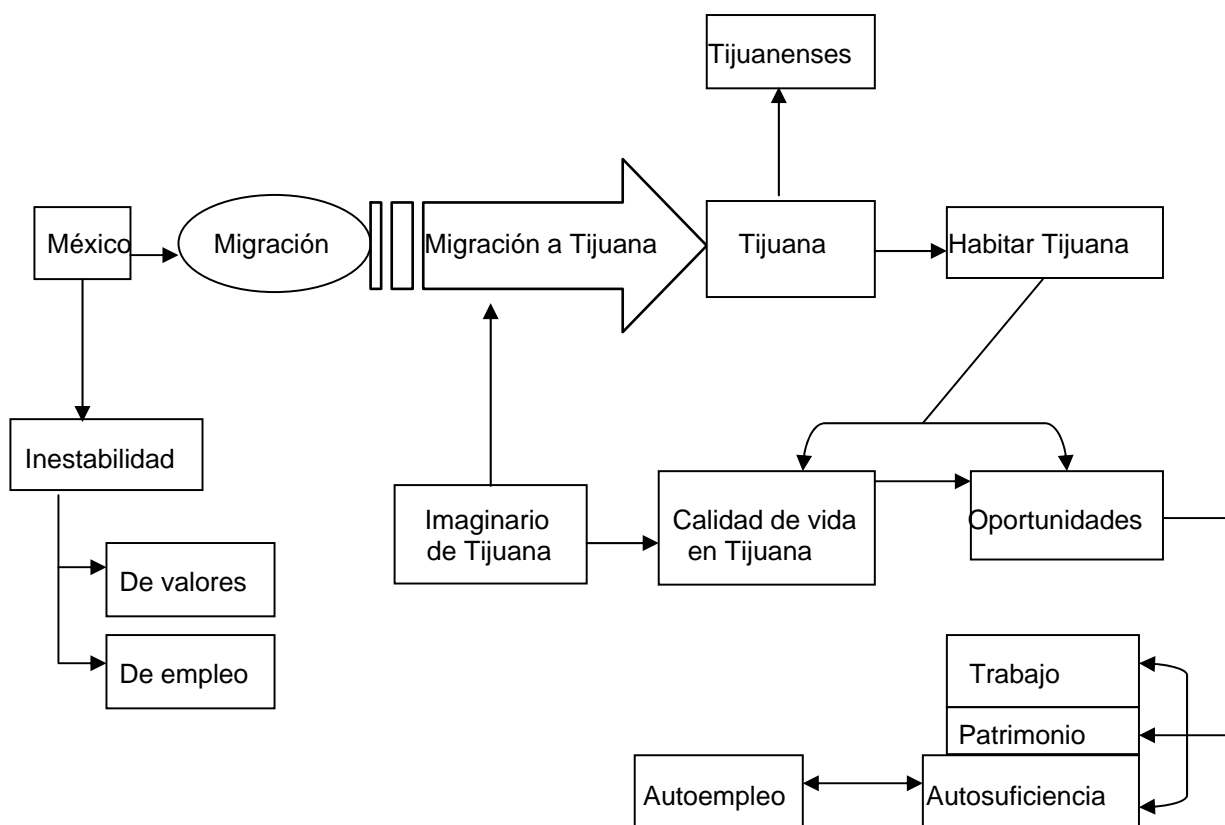 Tijuanenses
México
Migración
Migración a Tijuana
Tijuana
Habitar Tijuana
Inestabilidad
Imaginario
de Tijuana
Calidad de vida
en Tijuana
Oportunidades
De valores
De empleo
Trabajo
Patrimonio
Autoempleo
Autosuficiencia